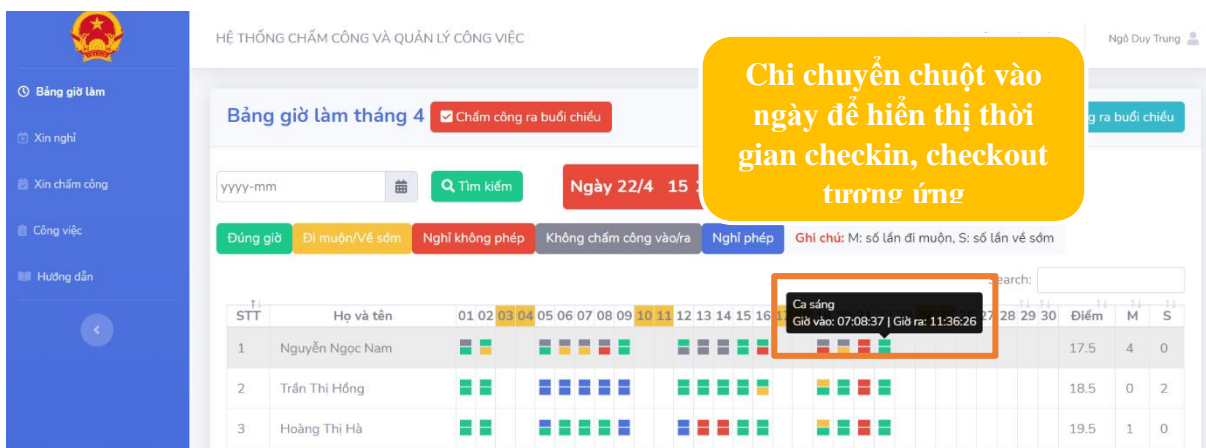 HỆ THỐNG CHẤM CÔNG VÀ QUẢN LÝ CÔNG VIỆC
Ngô Duy Trung
Chi chuyển chuột vào
ngày để hiển thị thời
gian checkin, checkout
tương ứng
Bảng giờ làm
Xin nghỉ
Xin chấm công
Công việc
Hướng dẫn
Bảng giờ làm tháng 4
Chấm công ra buổi chiều
ra buổi chiều
yyyy-mm
Tìm kiếm
Ngày 22/4 15
Đúng giờ Đi muộn/Về sớm Nghỉ không phép Không chấm công vào/ra Nghỉ phép Ghi chú: M: số lần đi muộn, S: số lần về sớm
Search:
Ca sáng
Giờ vào: 07:08:37 | Giờ ra: 11:36:26
STT Họ và tên 01 02 03 04 05 06 07 08 09 10 11 12 13 14 15 16 28 29 30 Điểm M S
1 Nguyễn Ngọc Nam 17.5 4 0
2 Trần Thị Hồng 18.5 0 2
3 Hoàng Thị Hà 19.5 1 0